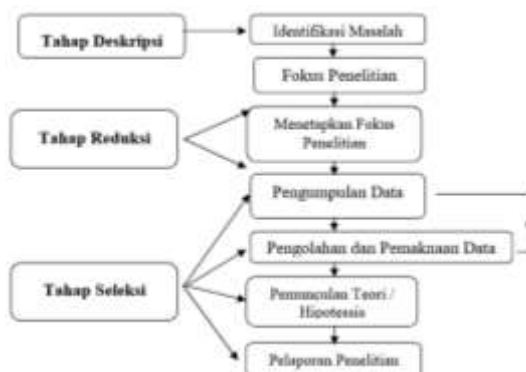 Tahap Deskripsi
Identifikasi Masalah
Fokus Penelitian
Tahap Reduksi
Menetapkan Fokus
Penelitian
Pengumpulan Data
Pengolahan dan Pemaknaan Data
Tahap Seleksi
Pemunculan Teori /
Hipotessis
Pelaporan Penelitian